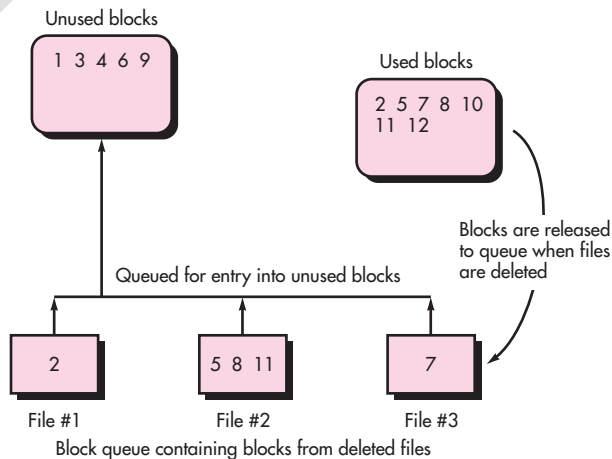 Unused blocks
1 3 4 6 9
Used blocks
2 5 7 8 10
11 12
Blocks are released
to queue when files
are deleted
Queued for entry into unused blocks
2
5 8 11
7
File #1
File #2
File #3
Block queue containing blocks from deleted files